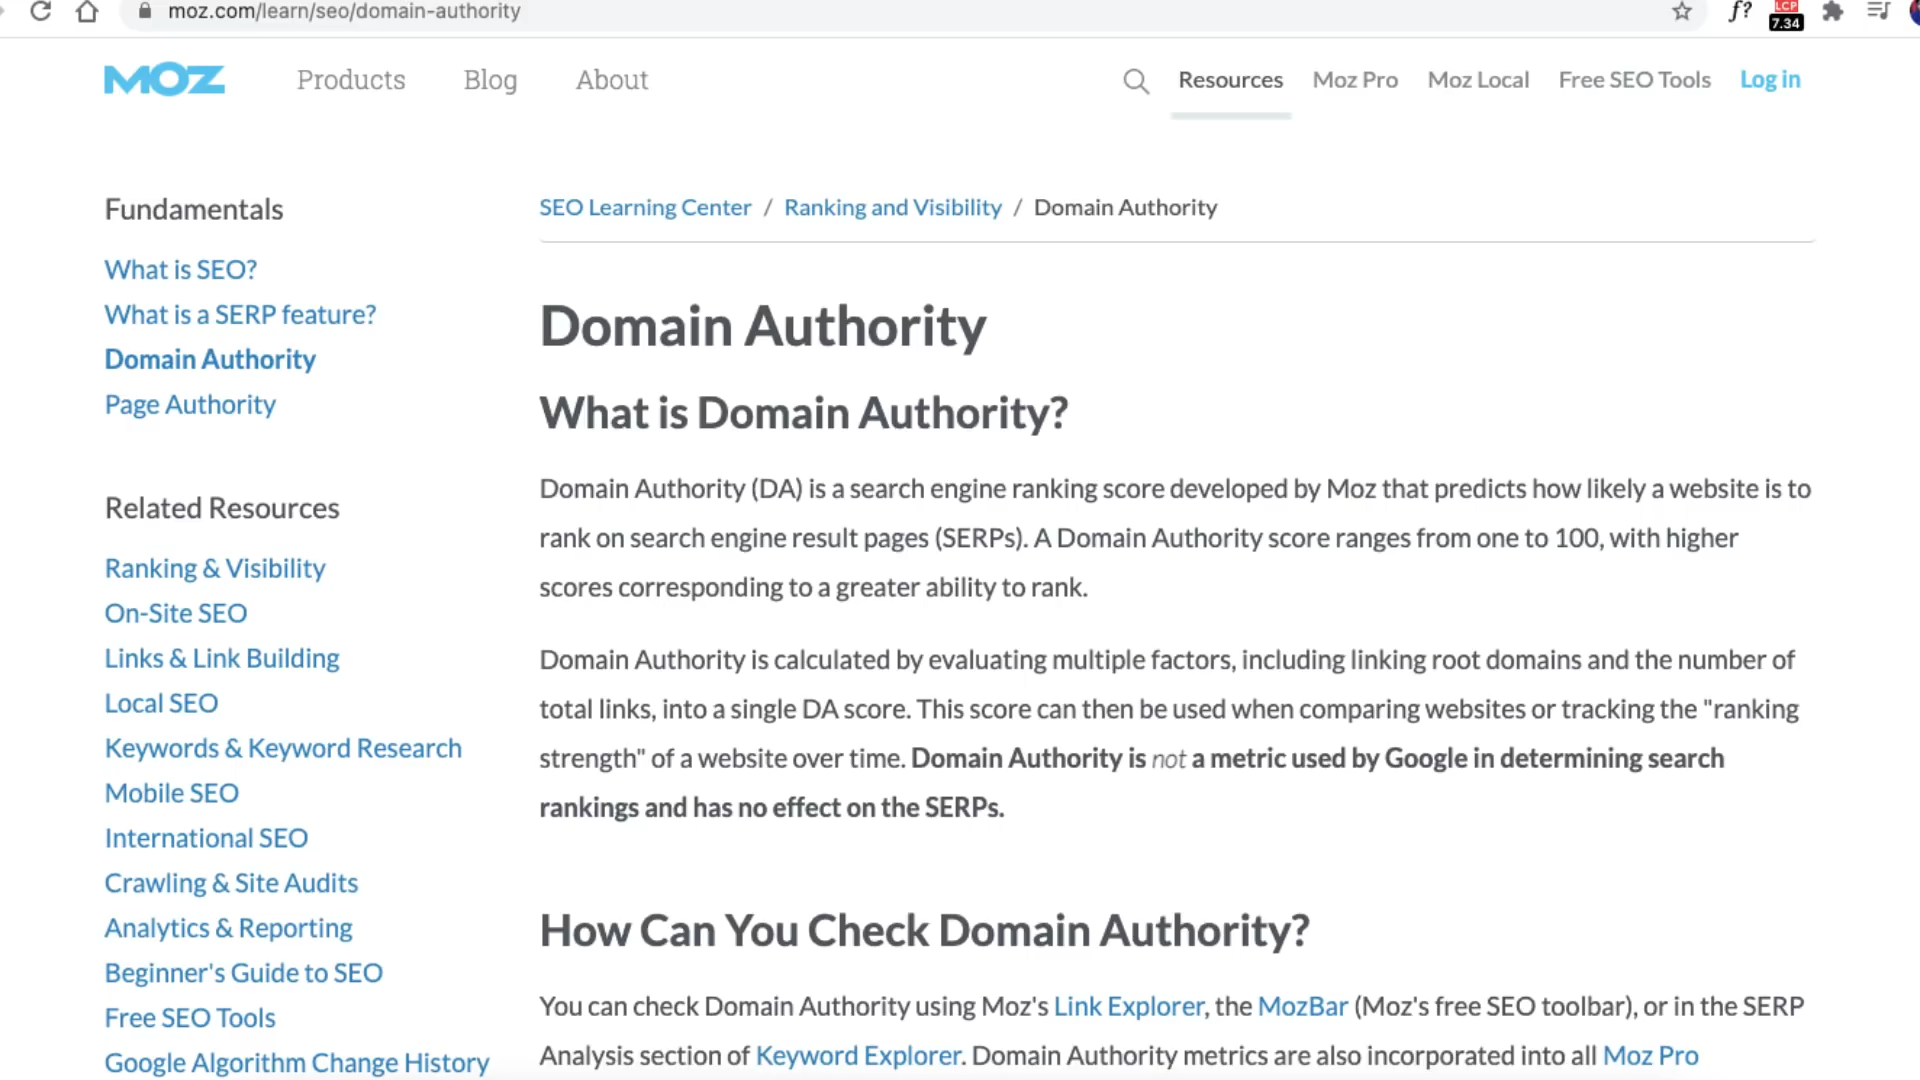 moz.com/learn/seo/domain-authority
f?
LCP
7.34
MOZ
Products
Blog
About
Resources
Moz Pro
Moz Local
Free SEO Tools
Log in
Fundamentals
What is SEO?
What is a SERP feature?
Domain Authority
Page Authority
Related Resources
Ranking & Visibility
On-Site SEO
Links & Link Building
Local SEO
Keywords & Keyword Research
Mobile SEO
International SEO
Crawling & Site Audits
Analytics & Reporting
Beginner's Guide to SEO
Free SEO Tools
Google Algorithm Change History
SEO Learning Center / Ranking and Visibility / Domain Authority
Domain Authority
What is Domain Authority?
Domain Authority (DA) is a search engine ranking score developed by Moz that predicts how likely a website is to
rank on search engine result pages (SERPs). A Domain Authority score ranges from one to 100, with higher
scores corresponding to a greater ability to rank.
Domain Authority is calculated by evaluating multiple factors, including linking root domains and the number of
total links, into a single DA score. This score can then be used when comparing websites or tracking the "ranking
strength" of a website over time. Domain Authority is not a metric used by Google in determining search
rankings and has no effect on the SERPs.
How Can You Check Domain Authority?
You can check Domain Authority using Moz's Link Explorer, the MozBar (Moz's free SEO toolbar), or in the SERP
Analysis section of Keyword Explorer. Domain Authority metrics are also incorporated into all Moz Pro